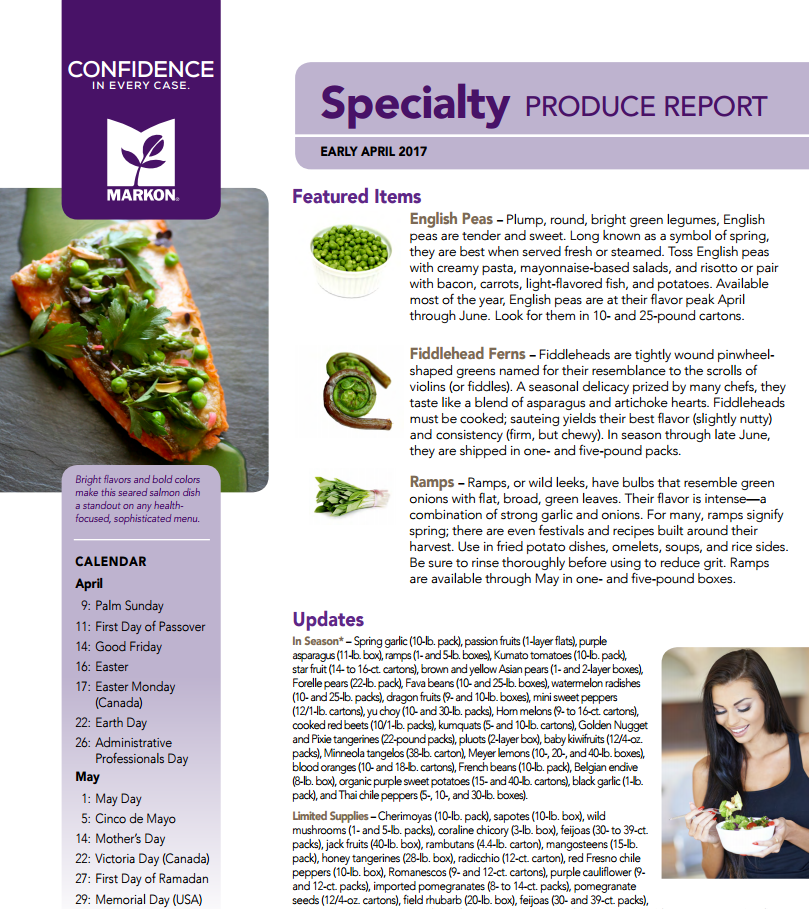 CONFIDENCE
IN EVERY CASE.
MARKON®
Specialty PRODUCE REPORT
EARLY APRIL 2017
Featured Items
English Peas – Plump, round, bright green legumes, English
peas are tender and sweet. Long known as a symbol of spring,
they are best when served fresh or steamed. Toss English peas
with creamy pasta, mayonnaise-based salads, and risotto or pair
with bacon, carrots, light-flavored fish, and potatoes. Available
most of the year, English peas are at their flavor peak April
through June. Look for them in 10- and 25-pound cartons.
Fiddlehead Ferns – Fiddleheads are tightly wound pinwheel-
shaped greens named for their resemblance to the scrolls of
violins (or fiddles). A seasonal delicacy prized by many chefs, they
taste like a blend of asparagus and artichoke hearts. Fiddleheads
must be cooked; sauteing yields their best flavor (slightly nutty)
and consistency (firm, but chewy). In season through late June,
they are shipped in one- and five-pound packs.
Ramps – Ramps, or wild leeks, have bulbs that resemble green
onions with flat, broad, green leaves. Their flavor is intense—a
combination of strong garlic and onions. For many, ramps signify
spring; there are even festivals and recipes built around their
harvest. Use in fried potato dishes, omelets, soups, and rice sides.
Be sure to rinse thoroughly before using to reduce grit. Ramps
are available through May in one- and five-pound boxes.
Bright flavors and bold colors
make this seared salmon dish
a standout on any health-
focused, sophisticated menu.
CALENDAR
April
9: Palm Sunday
11: First Day of Passover
14: Good Friday
16: Easter
17: Easter Monday
(Canada)
22: Earth Day
26: Administrative
Professionals Day
May
1: May Day
5: Cinco de Mayo
14: Mother's Day
22: Victoria Day (Canada)
27: First Day of Ramadan
29: Memorial Day (USA)
Updates
In Season* – Spring garlic (10-lb. pack), passion fruits (1-layer flats), purple
asparagus (11-lb. box), ramps (1- and 5-lb. boxes), Kumato tomatoes (10-lb. pack),
star fruit (14- to 16-ct. cartons), brown and yellow Asian pears (1- and 2-layer boxes),
Forelle pears (22-lb. pack), Fava beans (10- and 25-lb. boxes), watermelon radishes
(10- and 25-lb. packs), dragon fruits (9- and 10-lb. boxes), mini sweet peppers
(12/1-lb. cartons), yu choy (10- and 30-lb. packs), Horn melons (9- to 16-ct. cartons),
cooked red beets (10/1-lb. packs), kumquats (5- and 10-lb. cartons), Golden Nugget
and Pixie tangerines (22-pound packs), pluots (2-layer box), baby kiwifruits (12/4-oz.
packs), Minneola tangelos (38-lb. carton), Meyer lemons (10-, 20-, and 40-lb. boxes),
blood oranges (10- and 18-lb. cartons), French beans (10-lb. pack), Belgian endive
(8-lb. box), organic purple sweet potatoes (15- and 40-lb. cartons), black garlic (1-lb.
pack), and Thai chile peppers (5-, 10-, and 30-lb. boxes).
Limited Supplies – Cherimoyas (10-lb. pack), sapotes (10-lb. box), wild
mushrooms (1- and 5-lb. packs), coraline chicory (3-lb. box), feijoas (30- to 39-ct.
packs), jack fruits (40-lb. box), rambutans (4.4-lb. carton), mangosteens (15-lb.
pack), honey tangerines (28-lb. box), radicchio (12-ct. carton), red Fresno chile
peppers (10-lb. box), Romanescos (9- and 12-ct. cartons), purple cauliflower (9-
and 12-ct. packs), imported pomegranates (8- to 14-ct. packs), pomegranate
seeds (12/4-oz. cartons), field rhubarb (20-lb. box), feijoas (30- and 39-ct. packs),